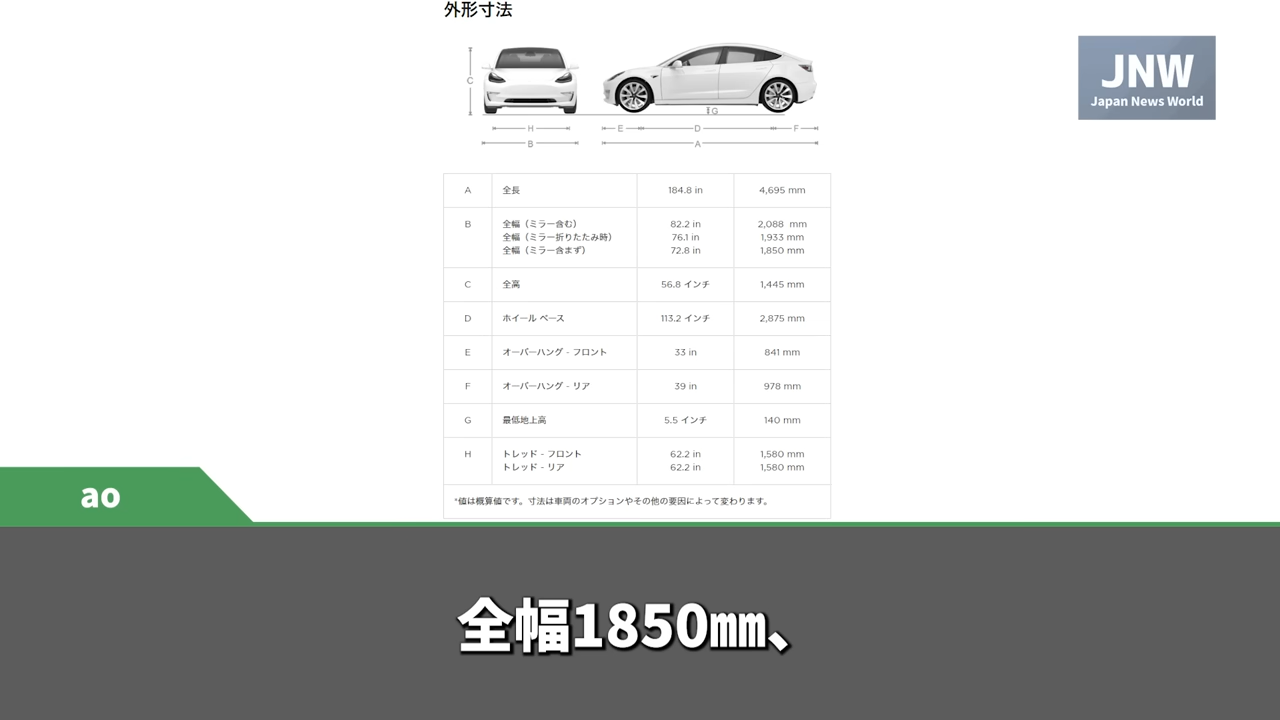 外形寸法
JNW
Japan News World
C
G
H
E D F
B
A
A 全長 184.8 in 4,695 mm
B 全幅（ミラー含む） 82.2 in 2,088 mm
全幅（ミラー折りたたみ時） 76.1 in 1,933 mm
全幅（ミラー含まず） 72.8 in 1,850 mm
C 全高 56.8 インチ 1,445 mm
D ホイール ベース 113.2 インチ 2,875 mm
E オーバーハング - フロント 33 in 841 mm
F オーバーハング - リア 39 in 978 mm
G 最低地上高 5.5 インチ 140 mm
H トレッド - フロント 62.2 in 1,580 mm
トレッド - リア 62.2 in 1,580 mm
*値は概算値です。寸法は車両のオプションやその他の要因によって変わります。
ao
全幅1850㎜、